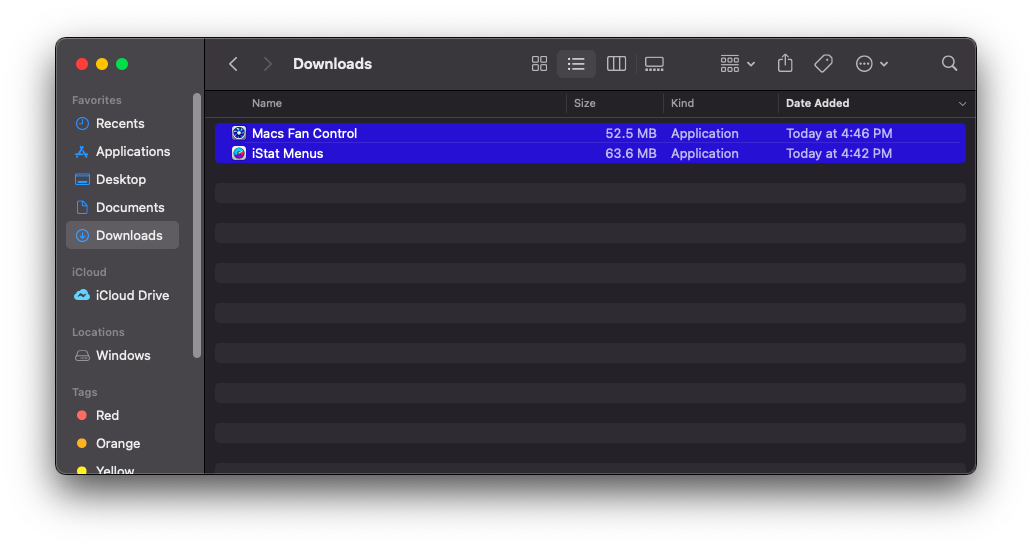 Downloads
Favorites
Recents
Applications
Desktop
Documents
Downloads
iCloud
iCloud Drive
Locations
Windows
Tags
Red
Orange
Yellow
Name Size Kind Date Added
Macs Fan Control 52.5 MB Application Today at 4:46 PM
iStat Menus 63.6 MB Application Today at 4:42 PM